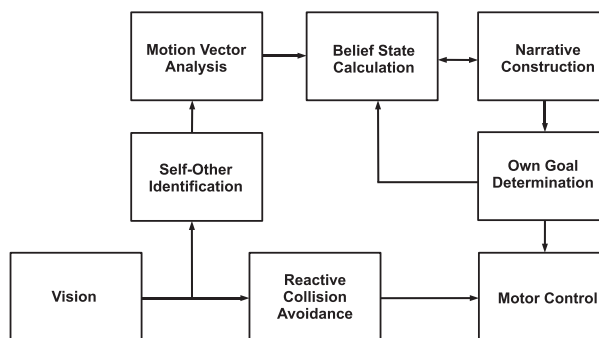 Motion Vector
Analysis
Belief State
Calculation
Narrative
Construction
Self-Other
Identification
Own Goal
Determination
Vision
Reactive
Collision
Avoidance
Motor Control